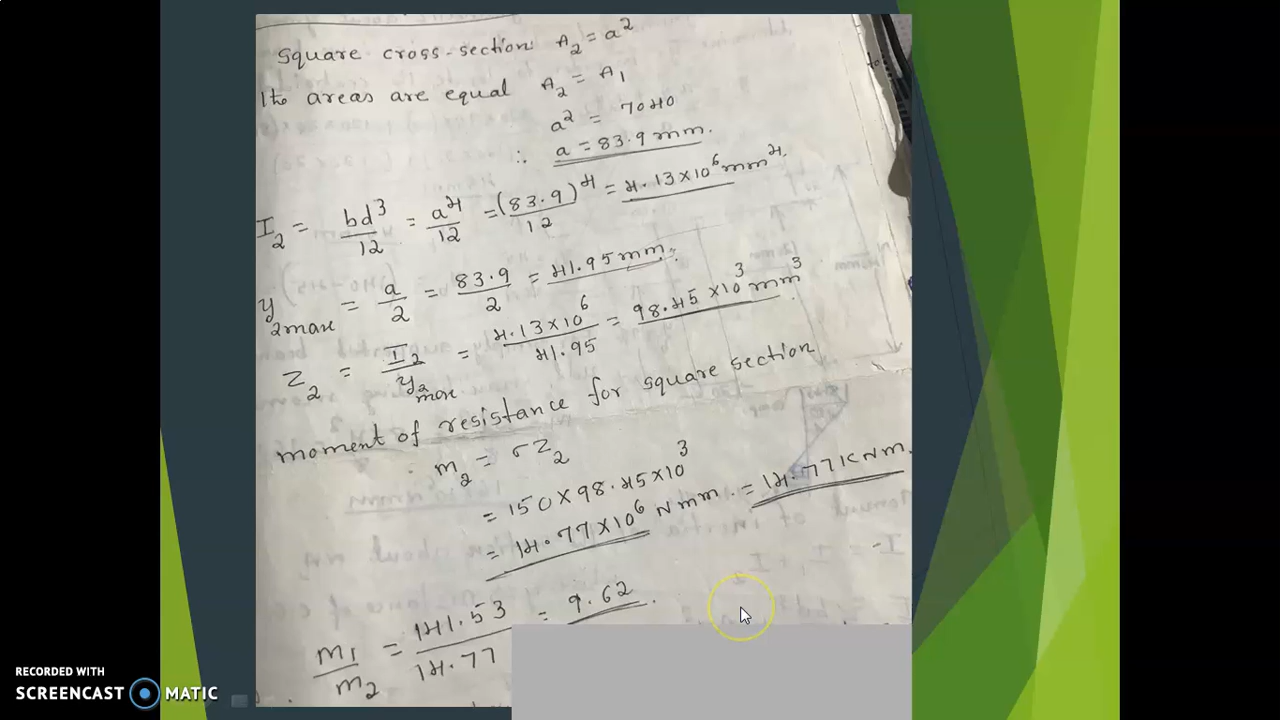 Square cross-section A₂ = a²
The areas are equal A₂ = A₁
a² = 7040
∴ a = 83.9 mm.
I₂ = bd³/12 = a⁴/12 = (83.9)⁴/12 = 4.13×10⁶ mm⁴.
y₂max = a/2 = 83.9/2 = 41.95 mm.
Z₂ = I₂/y₂max = 4.13×10⁶/41.95 = 98.45×10³ mm³
moment of resistance for square section
m₂ = σZ₂
= 150×98.45×10³
= 14.77×10⁶ Nmm. = 14.77 KNm.
m₁/m₂ = 141.53/14.77 = 9.62.
RECORDED WITH
SCREENCAST MATIC